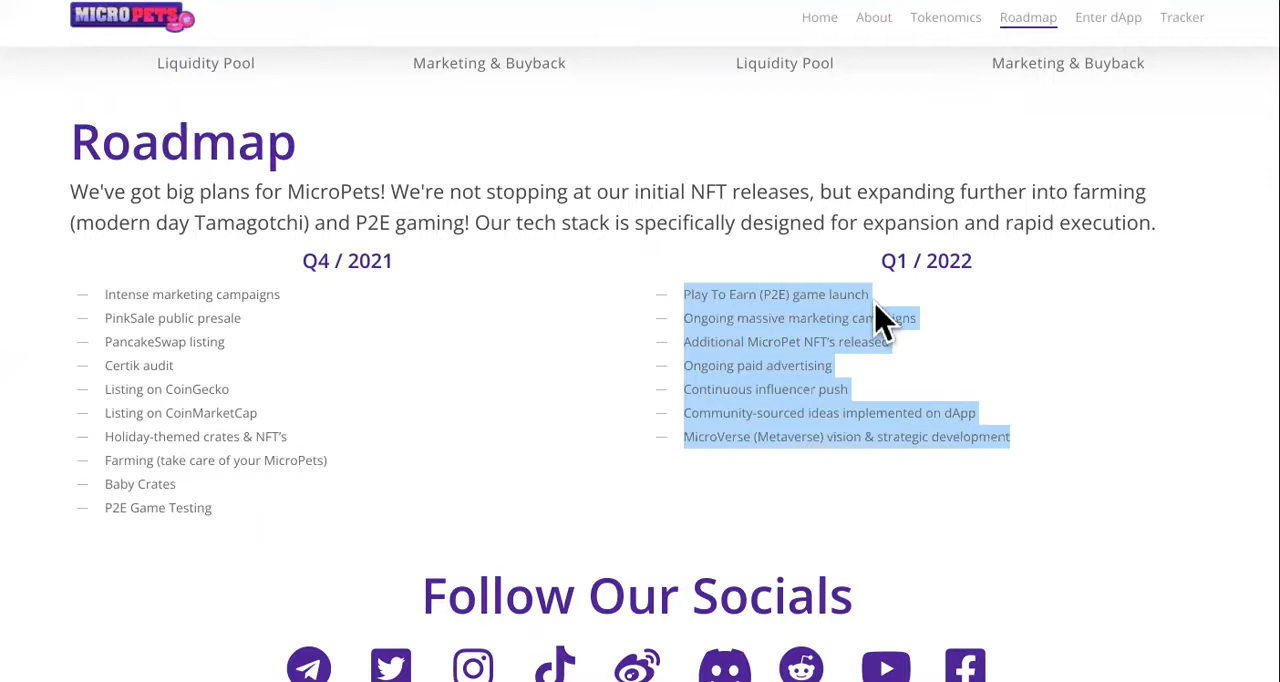 MICRO PETS
Home About Tokenomics Roadmap Enter dApp Tracker
Liquidity Pool Marketing & Buyback Liquidity Pool Marketing & Buyback
Roadmap
We've got big plans for MicroPets! We're not stopping at our initial NFT releases, but expanding further into farming
(modern day Tamagotchi) and P2E gaming! Our tech stack is specifically designed for expansion and rapid execution.
Q4 / 2021
— Intense marketing campaigns
— PinkSale public presale
— PancakeSwap listing
— Certik audit
— Listing on CoinGecko
— Listing on CoinMarketCap
— Holiday-themed crates & NFT's
— Farming (take care of your MicroPets)
— Baby Crates
— P2E Game Testing
Q1 / 2022
— Play To Earn (P2E) game launch
— Ongoing massive marketing campaigns
— Additional MicroPet NFT's released
— Ongoing paid advertising
— Continuous influencer push
— Community-sourced ideas implemented on dApp
— MicroVerse (Metaverse) vision & strategic development
Follow Our Socials